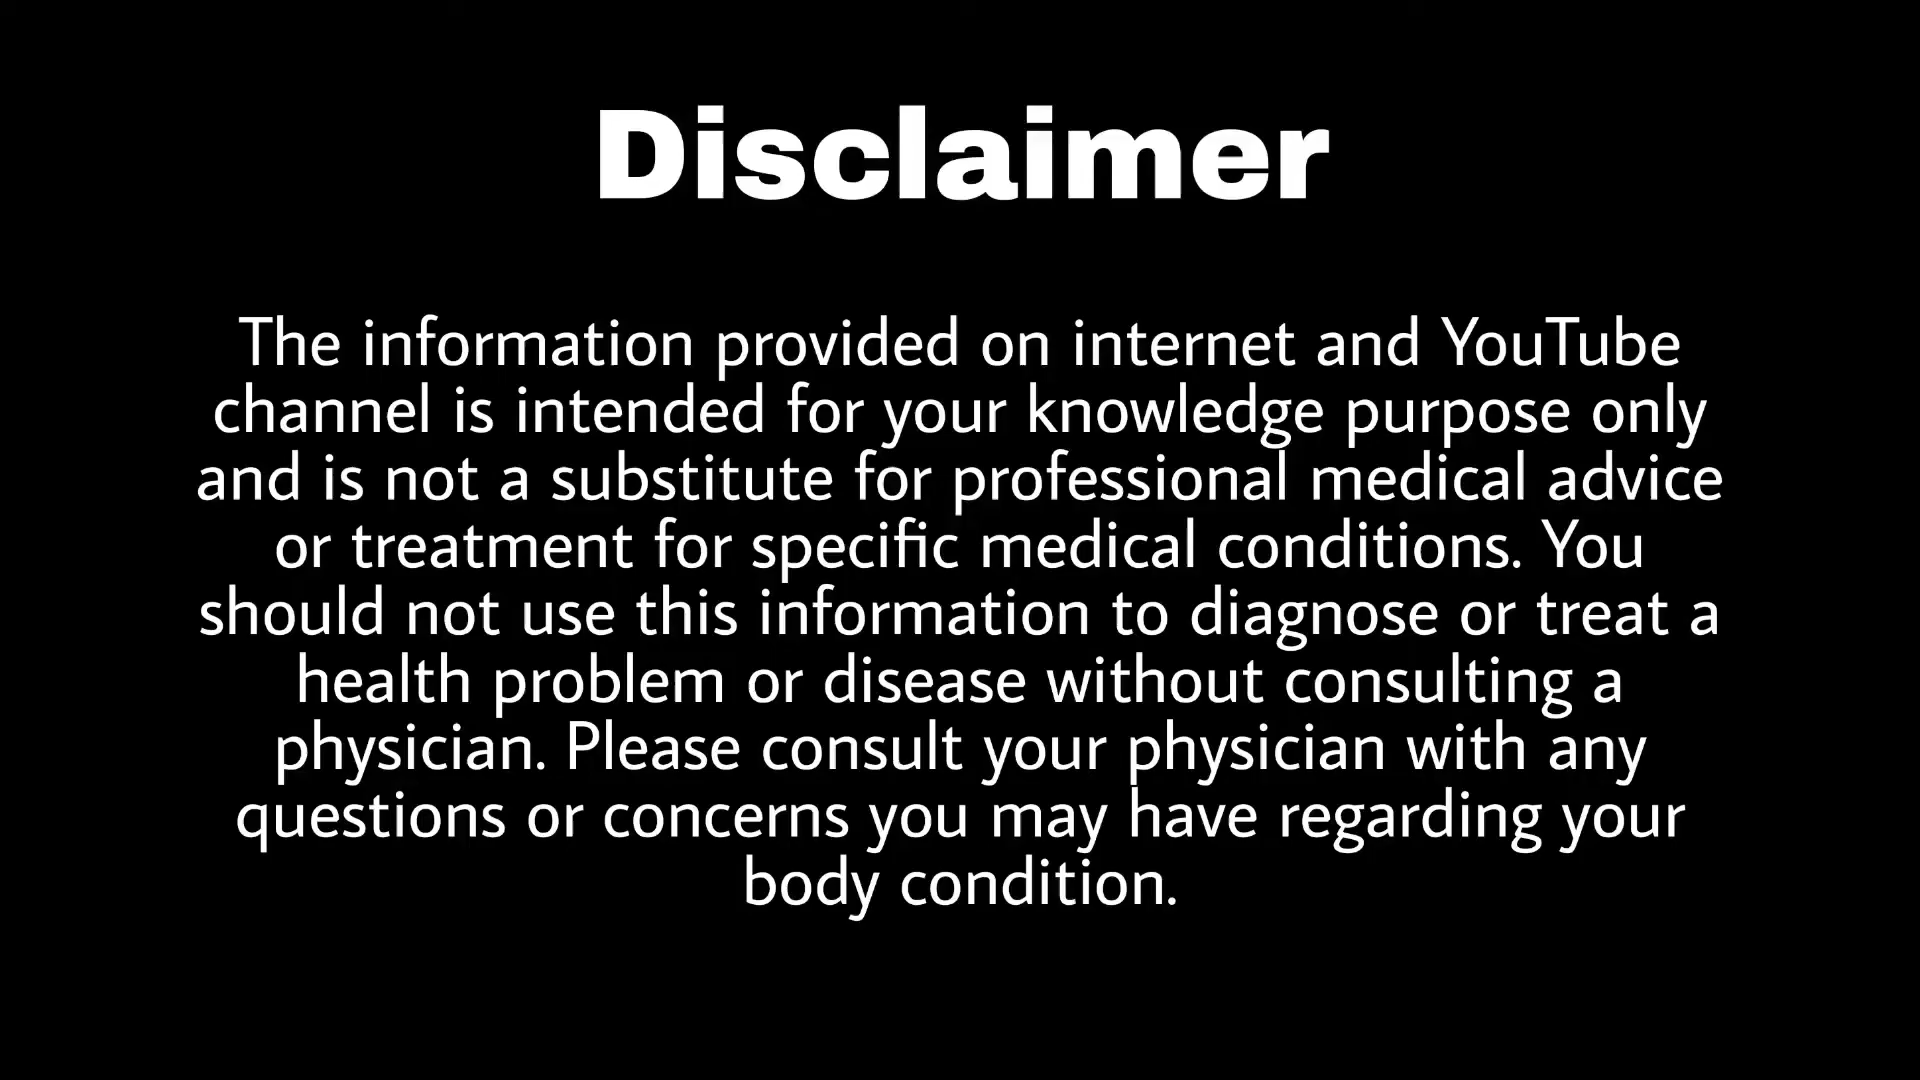 Disclaimer
The information provided on internet and YouTube
channel is intended for your knowledge purpose only
and is not a substitute for professional medical advice
or treatment for specific medical conditions. You
should not use this information to diagnose or treat a
health problem or disease without consulting a
physician. Please consult your physician with any
questions or concerns you may have regarding your
body condition.